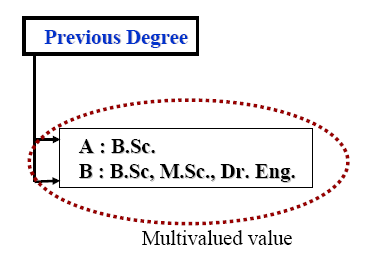 Previous Degree
A : B.Sc.
B : B.Sc, M.Sc., Dr. Eng.
Multivalued value